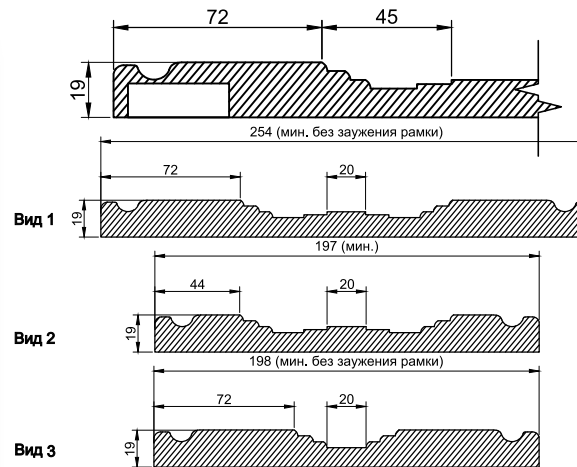 72 45
19
254 (мин. без заужения рамки)
72 20
19
Вид 1
197 (мин.)
44 20
19
Вид 2
198 (мин. без заужения рамки)
72 20
19
Вид 3